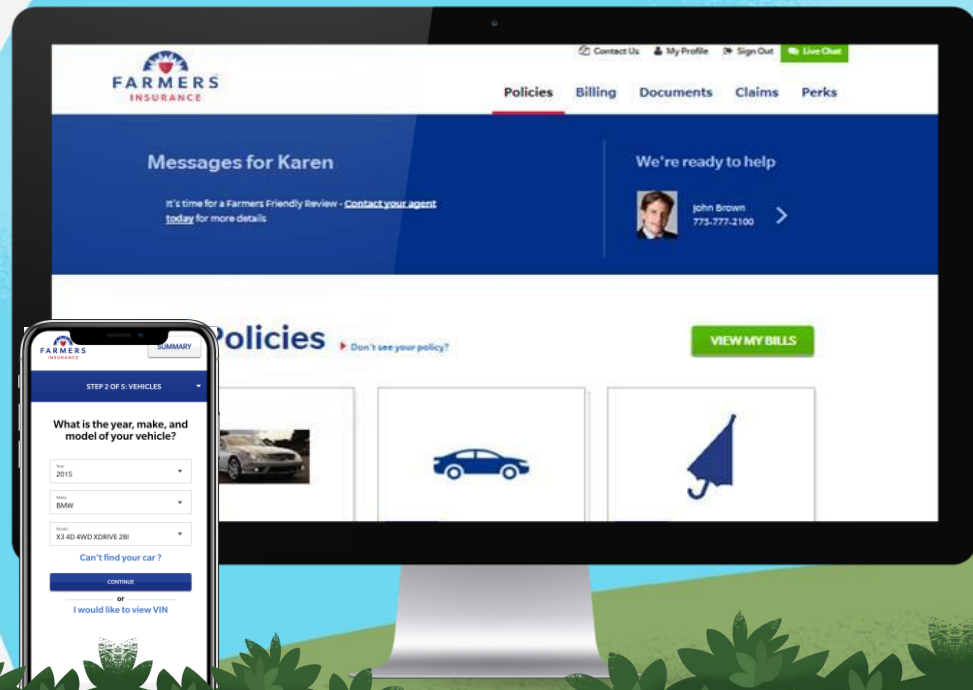 Contact Us My Profile Sign Out Live Chat
FARMERS
INSURANCE
Policies Billing Documents Claims Perks
Messages for Karen
It's time for a Farmers Friendly Review - Contact your agent
today for more details
We're ready to help
John Brown
773-777-2100
Policies
Don't see your policy?
VIEW MY BILLS
FARMERS
INSURANCE
SUMMARY
STEP 2 OF 5: VEHICLES
What is the year, make, and
model of your vehicle?
Year
2015
Make
BMW
Model
X3 4D 4WD XDRIVE 28I
Can't find your car ?
CONTINUE
or
I would like to view VIN